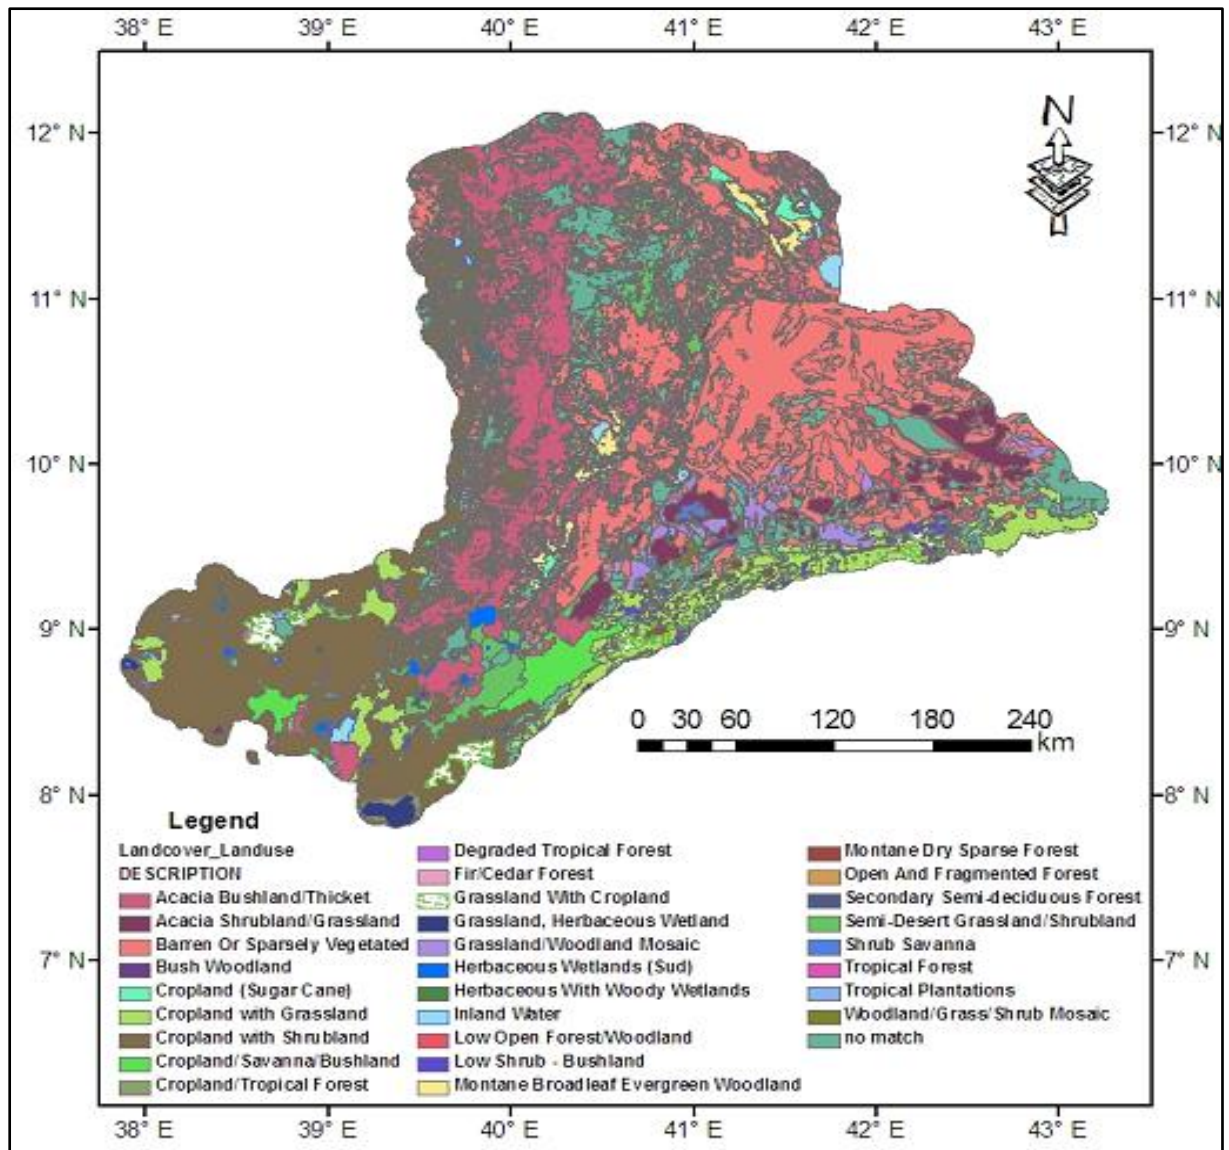 38° E 39° E 40° E 41° E 42° E 43° E
N
12° N 12° N
11° N 11° N
10° N 10° N
9° N 9° N
0 30 60 120 180 240
km
8° N 8° N
7° N 7° N
Legend
Landcover_Landuse
DESCRIPTION
Acacia Bushland/Thicket
Acacia Shrubland/Grassland
Barren Or Sparsely Vegetated
Bush Woodland
Cropland (Sugar Cane)
Cropland with Grassland
Cropland with Shrubland
Cropland/Savanna/Bushland
Cropland/Tropical Forest
Degraded Tropical Forest
Fir/Cedar Forest
Grassland With Cropland
Grassland, Herbaceous Wetland
Grassland/Woodland Mosaic
Herbaceous Wetlands (Sud)
Herbaceous With Woody Wetlands
Inland Water
Low Open Forest/Woodland
Low Shrub - Bushland
Montane Broadleaf Evergreen Woodland
Montane Dry Sparse Forest
Open And Fragmented Forest
Secondary Semi-deciduous Forest
Semi-Desert Grassland/Shrubland
Shrub Savanna
Tropical Forest
Tropical Plantations
Woodland/Grass/Shrub Mosaic
no match
38° E 39° E 40° E 41° E 42° E 43° E